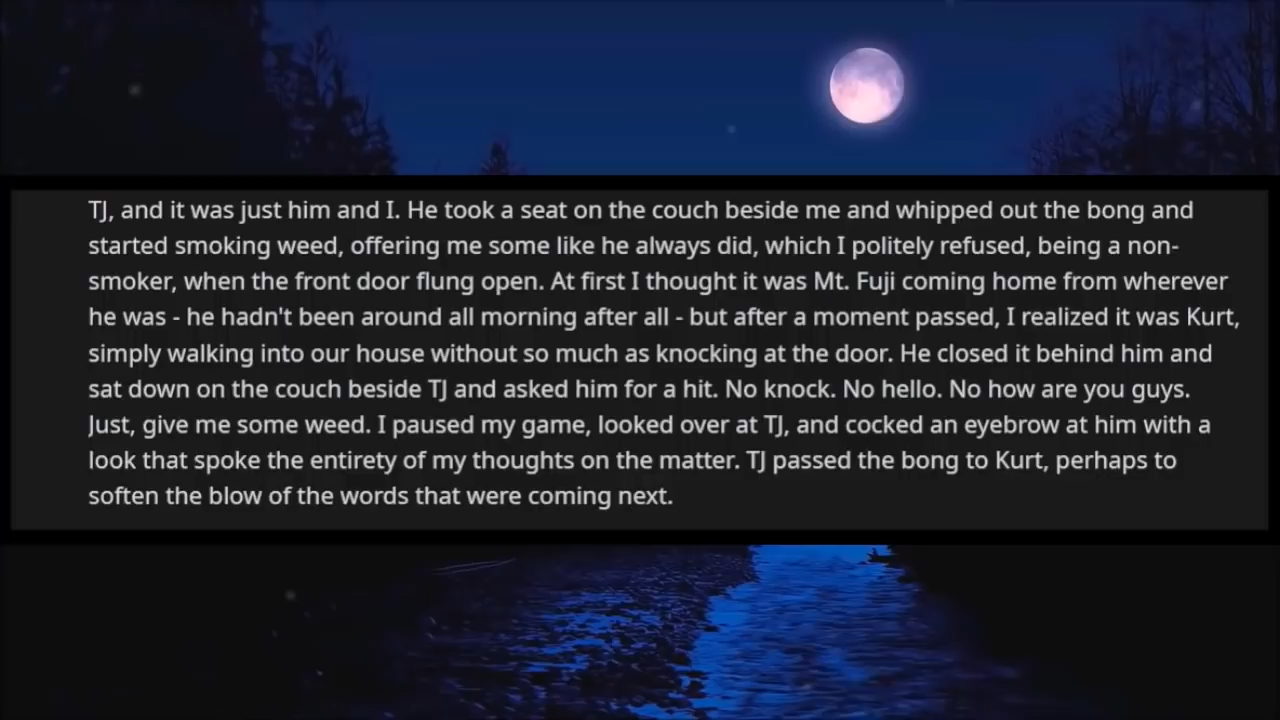 TJ, and it was just him and I. He took a seat on the couch beside me and whipped out the bong and
started smoking weed, offering me some like he always did, which I politely refused, being a non-
smoker, when the front door flung open. At first I thought it was Mt. Fuji coming home from wherever
he was - he hadn't been around all morning after all - but after a moment passed, I realized it was Kurt,
simply walking into our house without so much as knocking at the door. He closed it behind him and
sat down on the couch beside TJ and asked him for a hit. No knock. No hello. No how are you guys.
Just, give me some weed. I paused my game, looked over at TJ, and cocked an eyebrow at him with a
look that spoke the entirety of my thoughts on the matter. TJ passed the bong to Kurt, perhaps to
soften the blow of the words that were coming next.